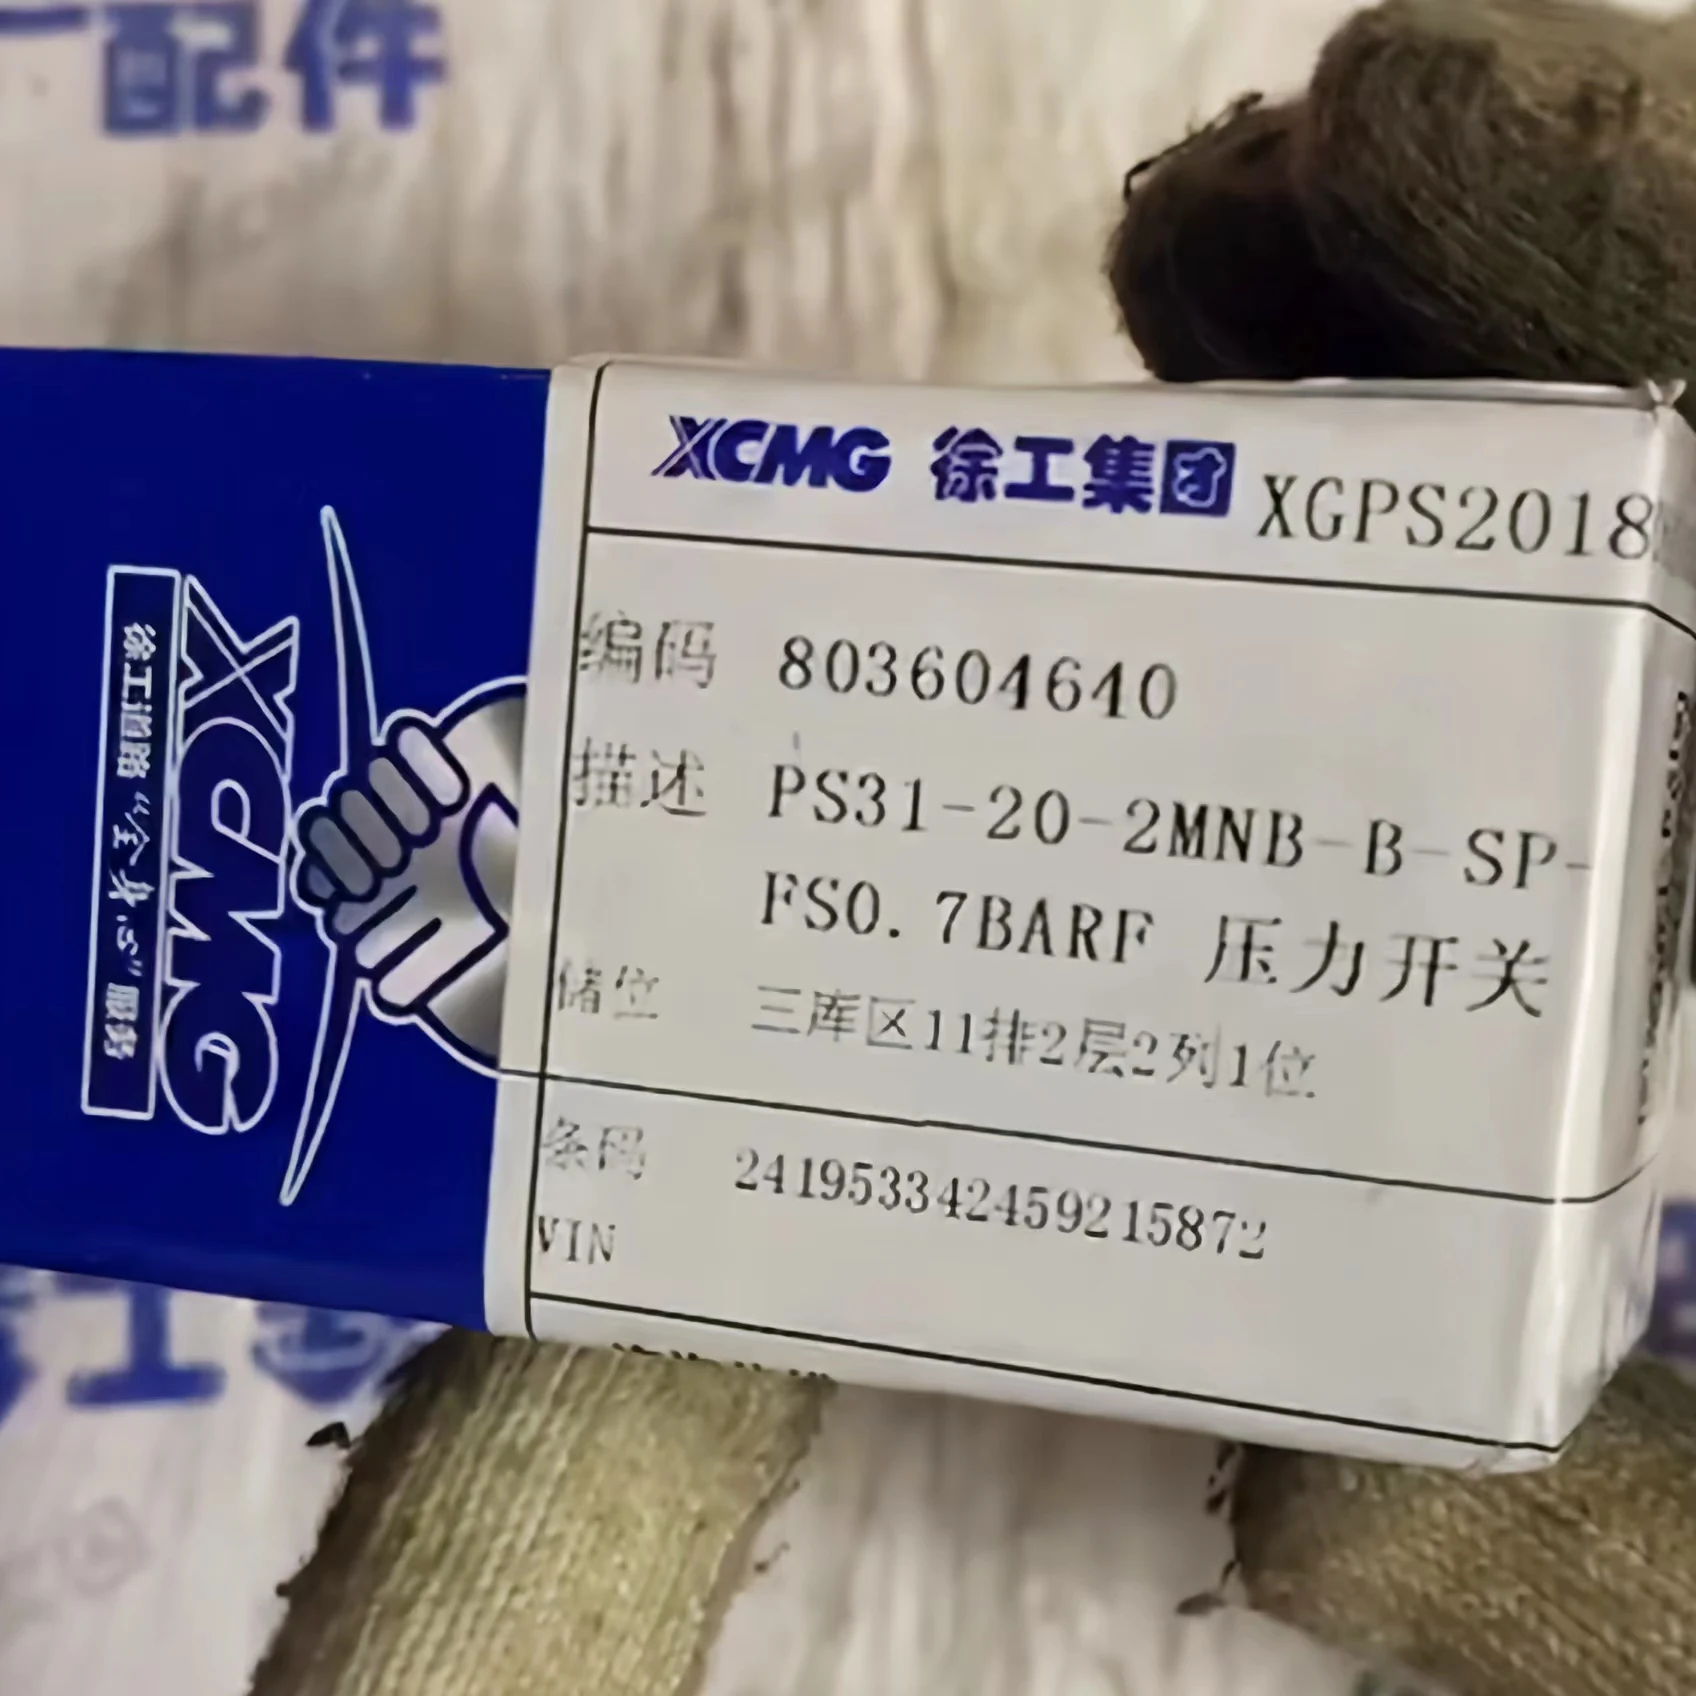 配件
XCMG 徐工集团 XGPS2018
编码 803604640
描述 PS31-20-2MNB-B-SP-
FS0.7BARF 压力开关
储位 三库区11排2层2列1位
条码 241953342459215872
VIN
XCMG
徐工道路“全身心”服务
工